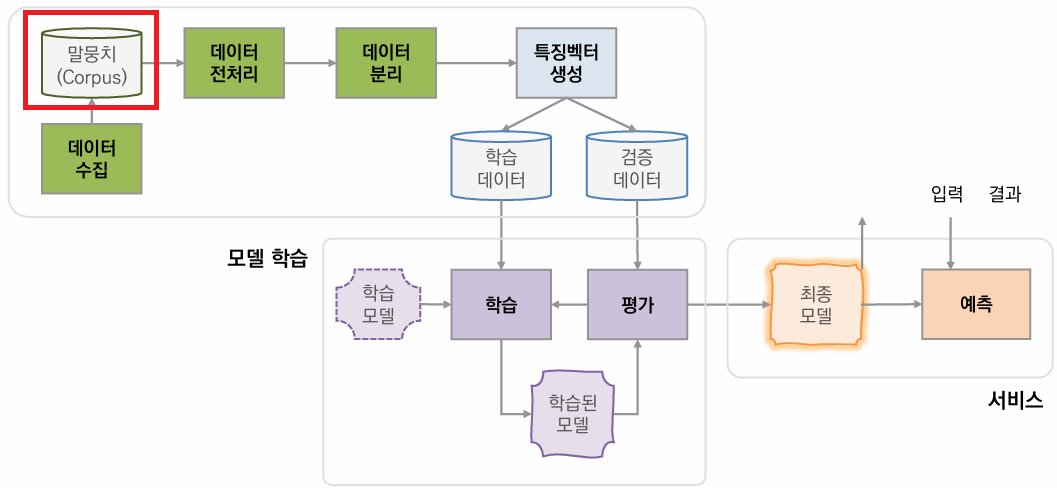 말뭉치
(Corpus)
데이터
전처리
데이터
분리
특징벡터
생성
데이터
수집
학습
데이터
검증
데이터
입력
결과
모델 학습
학습
모델
학습
평가
최종
모델
예측
학습된
모델
서비스